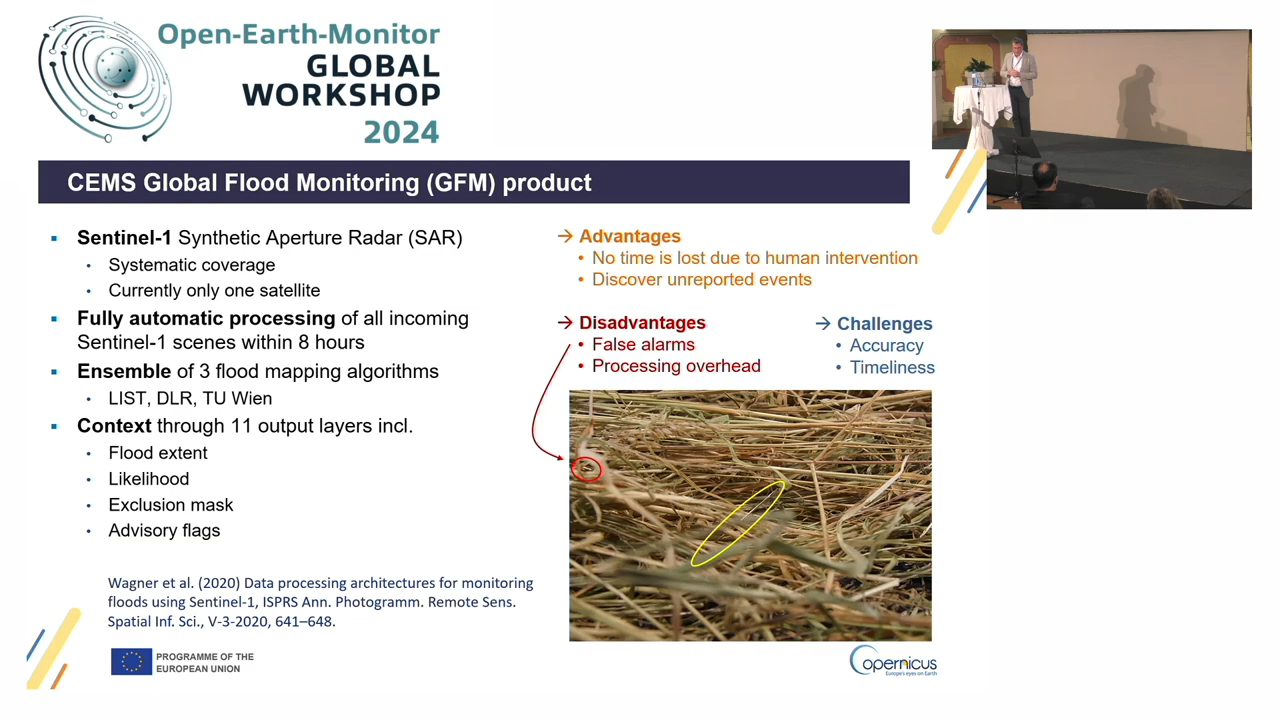 Open-Earth-Monitor
GLOBAL
WORKSHOP
2024
CEMS Global Flood Monitoring (GFM) product
▪ Sentinel-1 Synthetic Aperture Radar (SAR)
• Systematic coverage
• Currently only one satellite
▪ Fully automatic processing of all incoming
Sentinel-1 scenes within 8 hours
▪ Ensemble of 3 flood mapping algorithms
• LIST, DLR, TU Wien
▪ Context through 11 output layers incl.
• Flood extent
• Likelihood
• Exclusion mask
• Advisory flags
Wagner et al. (2020) Data processing architectures for monitoring
floods using Sentinel-1, ISPRS Ann. Photogramm. Remote Sens.
Spatial Inf. Sci., V-3-2020, 641–648.
→ Advantages
• No time is lost due to human intervention
• Discover unreported events
→ Disadvantages
• False alarms
• Processing overhead
→ Challenges
• Accuracy
• Timeliness
PROGRAMME OF THE
EUROPEAN UNION
opernicus
Europe's eyes on Earth